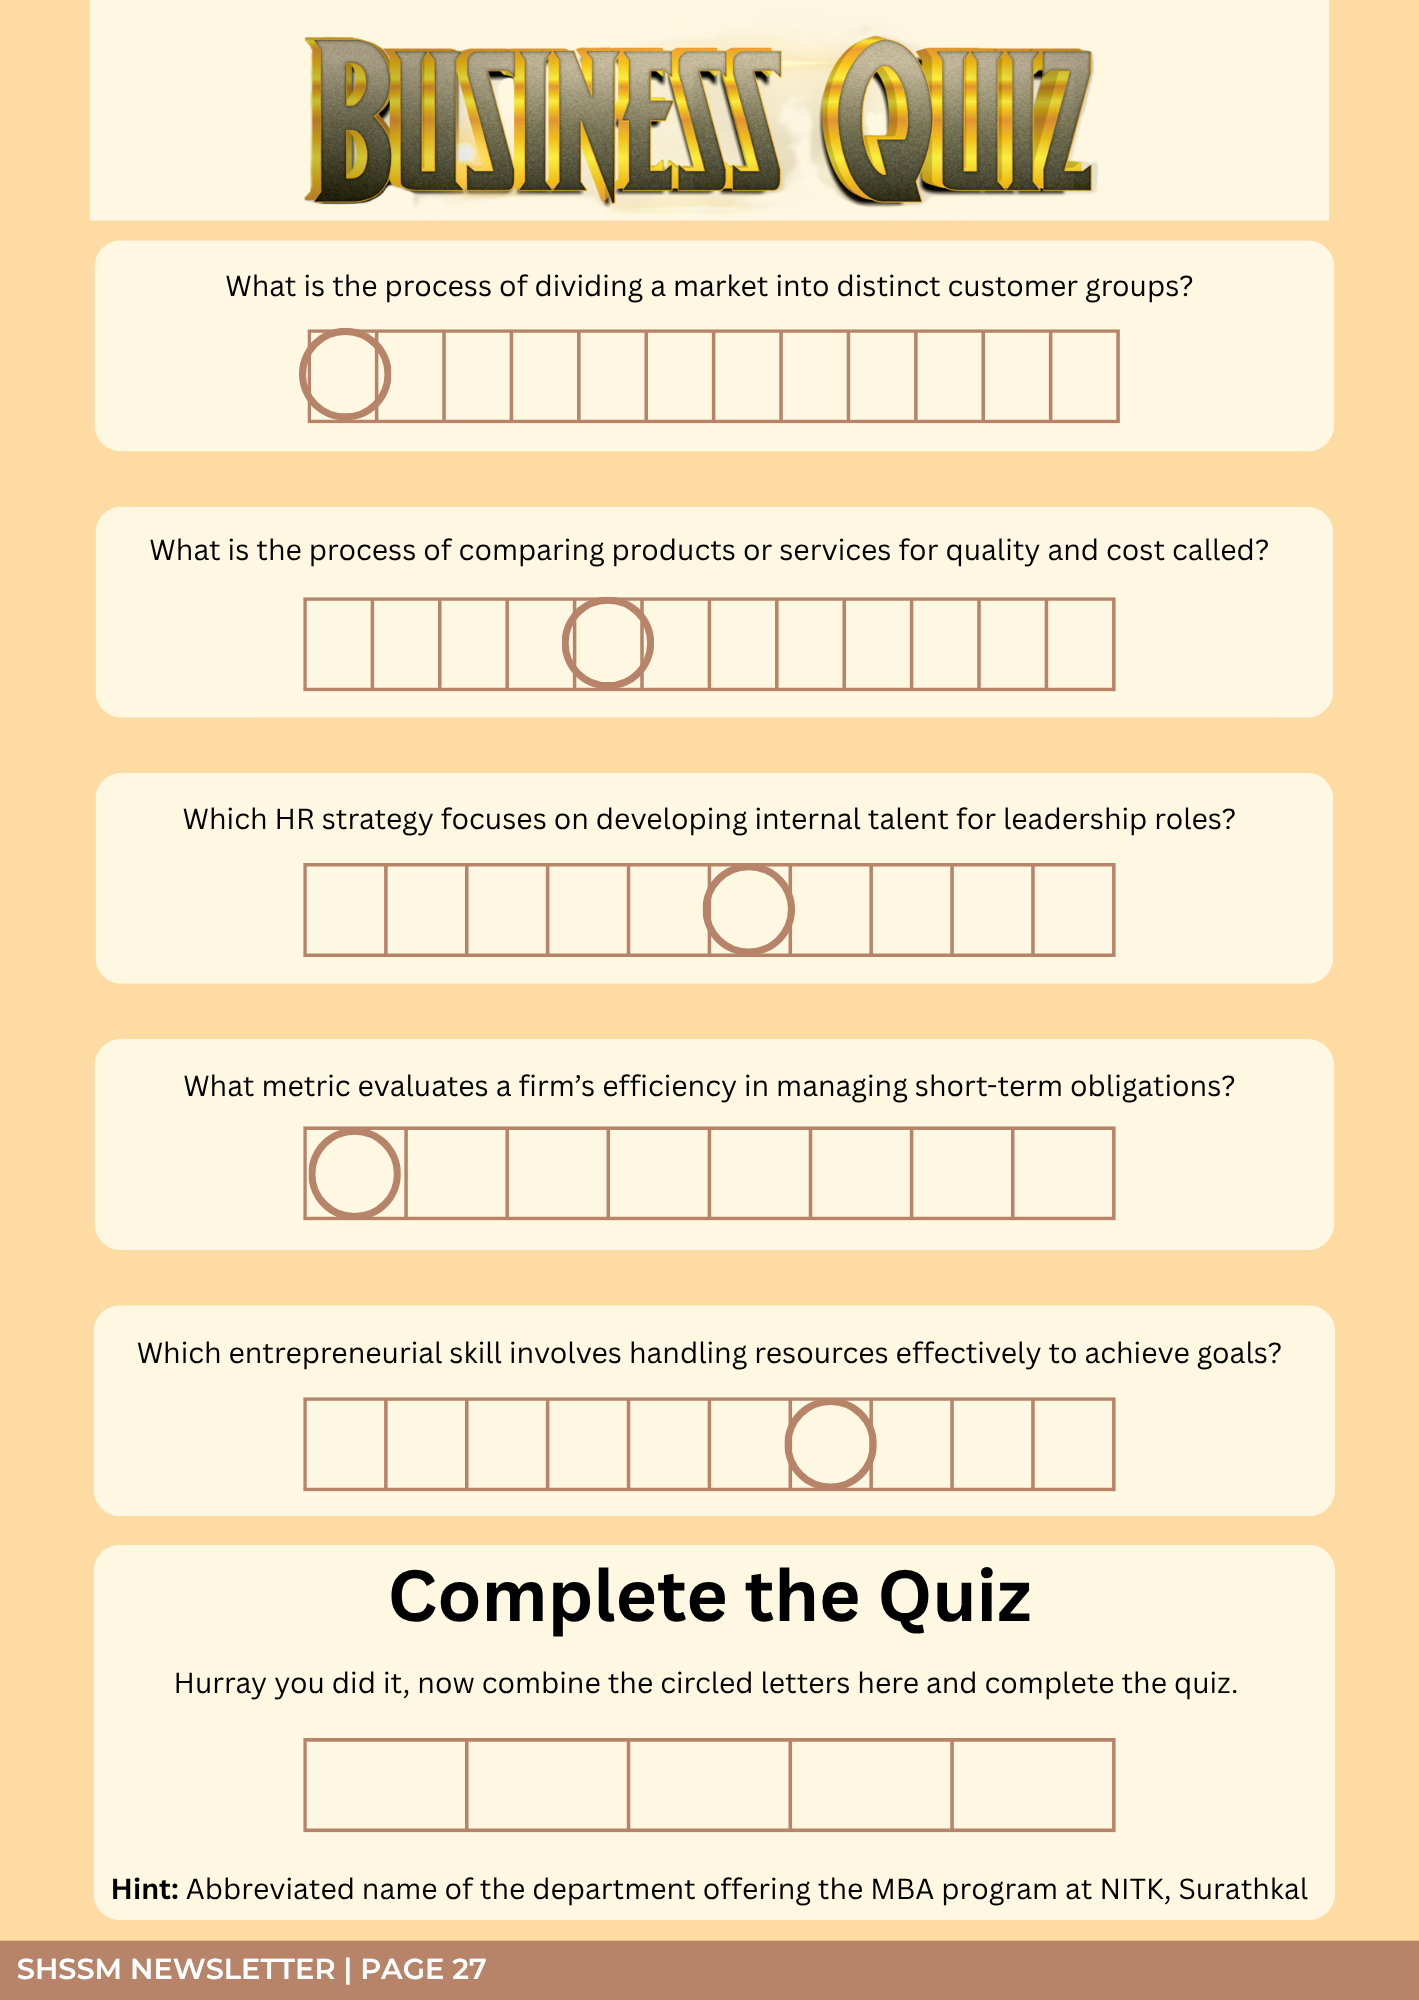 BUSINESS QUIZ
What is the process of dividing a market into distinct customer groups?
What is the process of comparing products or services for quality and cost called?
Which HR strategy focuses on developing internal talent for leadership roles?
What metric evaluates a firm’s efficiency in managing short-term obligations?
Which entrepreneurial skill involves handling resources effectively to achieve goals?
Complete the Quiz
Hurray you did it, now combine the circled letters here and complete the quiz.
Hint: Abbreviated name of the department offering the MBA program at NITK, Surathkal
SHSSM NEWSLETTER | PAGE 27